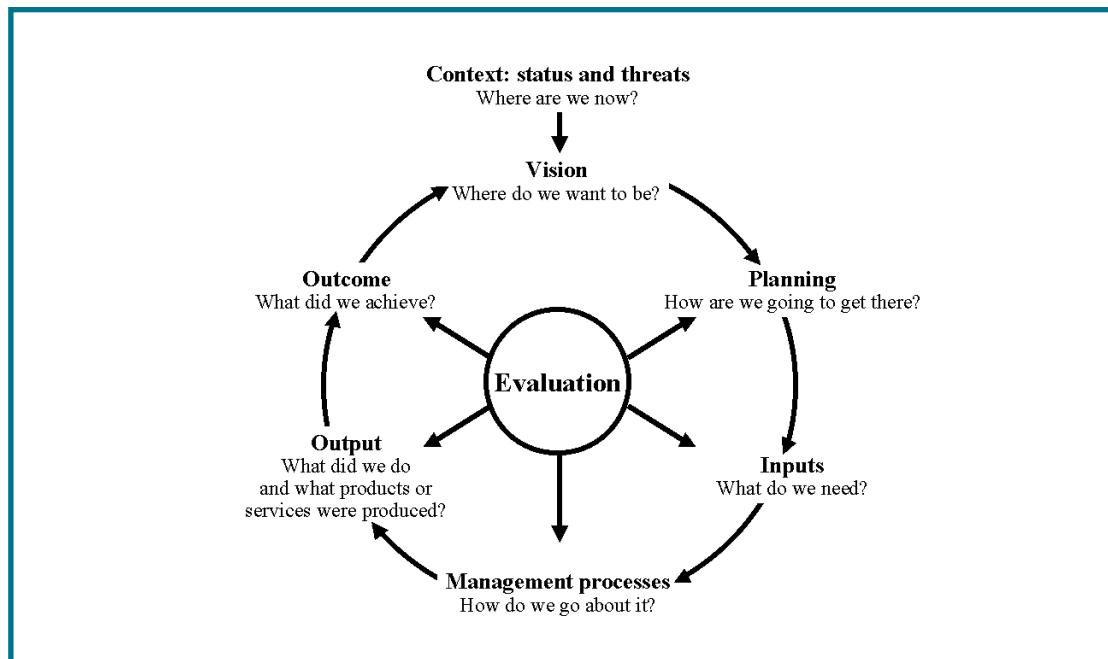 Context: status and threats
Where are we now?
Vision
Where do we want to be?
Planning
How are we going to get there?
Inputs
What do we need?
Management processes
How do we go about it?
Output
What did we do
and what products or
services were produced?
Outcome
What did we achieve?
Evaluation